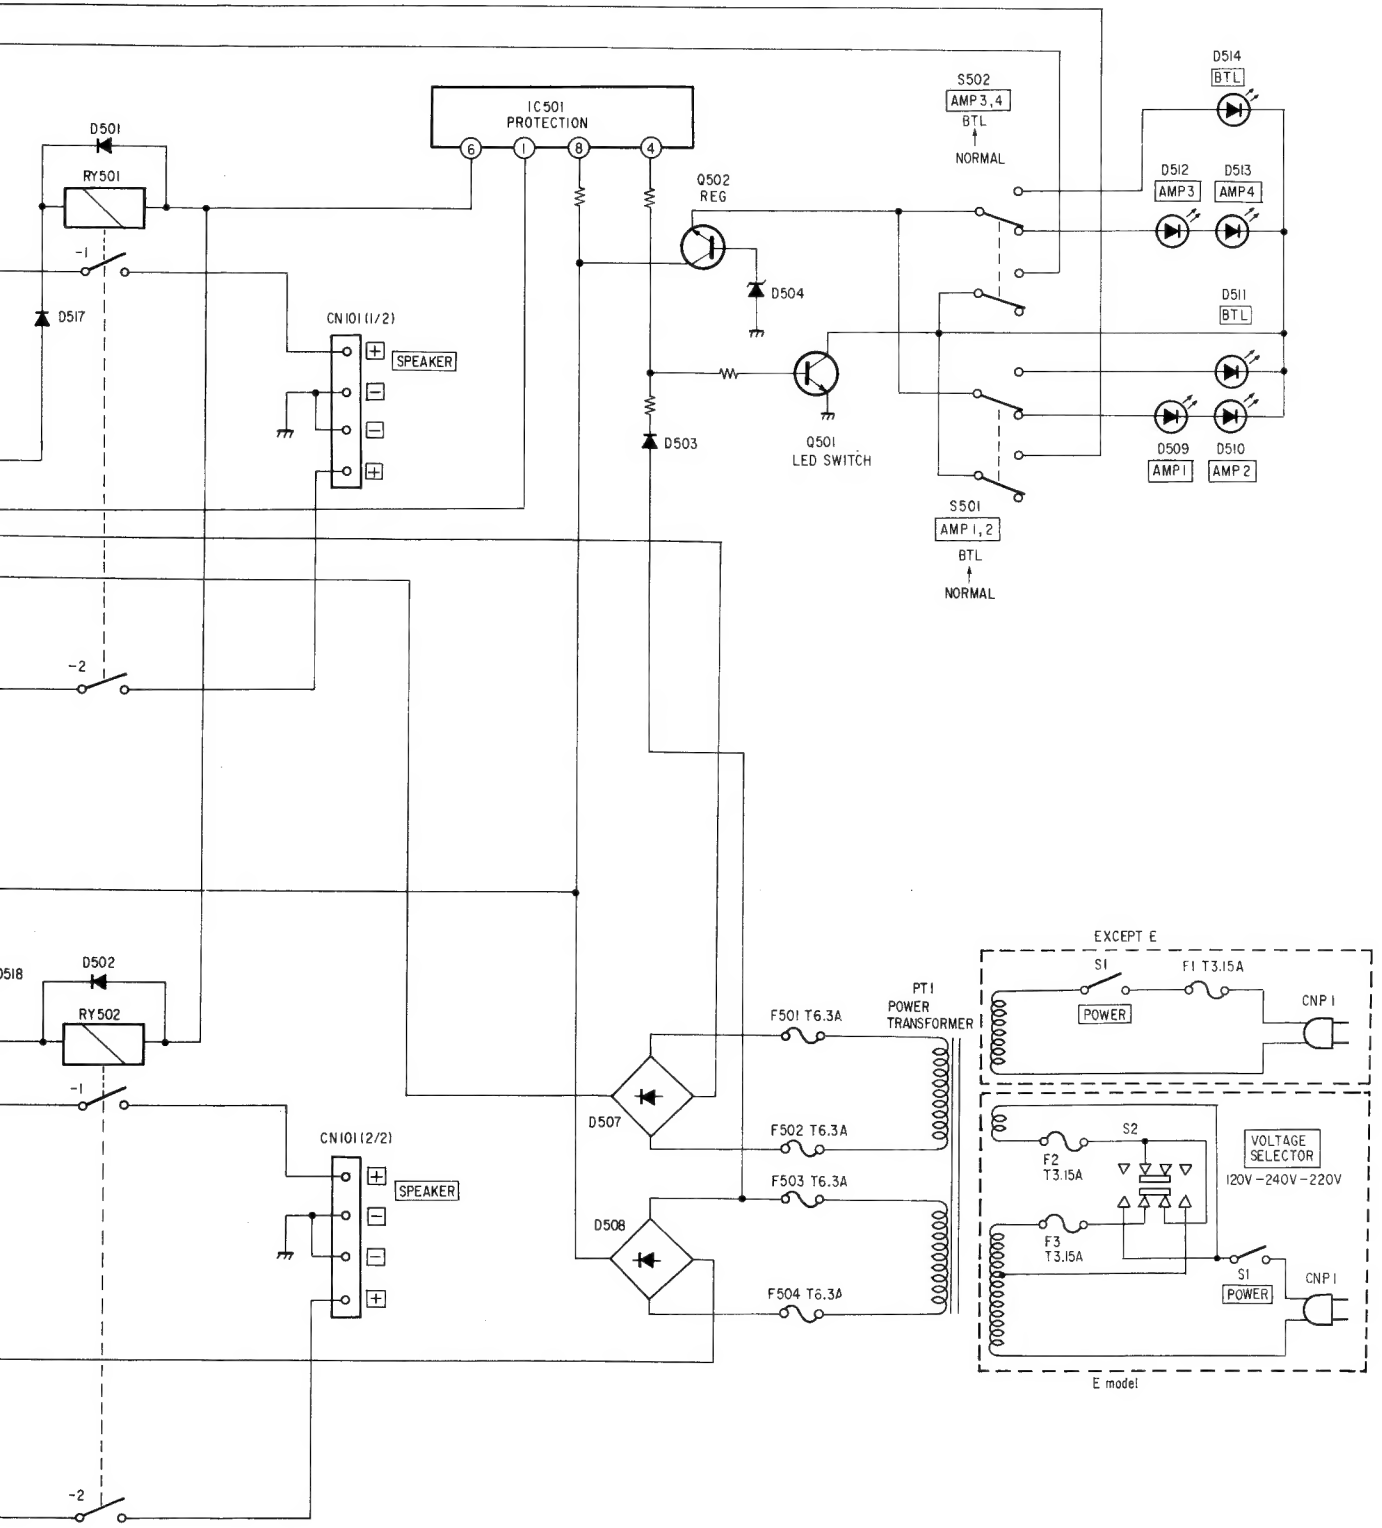 D514
BTL
S502
AMP 3,4
BTL
NORMAL
IC501
PROTECTION
6
1
8
4
D501
RY501
D512
AMP3
D513
AMP4
Q502
REG
-1
D517
D504
D511
BTL
CN101 (1/2)
+
SPEAKER
-
-
+
D503
Q501
LED SWITCH
D509
AMP1
D510
AMP2
S501
AMP 1,2
BTL
NORMAL
-2
EXCEPT E
S1
POWER
F1 T3.15A
CNP1
D518
D502
RY502
PT1
POWER
TRANSFORMER
F501 T6.3A
-1
D507
F502 T6.3A
CN101 (2/2)
+
SPEAKER
-
-
+
F503 T6.3A
D508
F504 T6.3A
S2
F2
T3.15A
VOLTAGE
SELECTOR
120V-240V-220V
F3
T3.15A
S1
POWER
CNP1
E model
-2